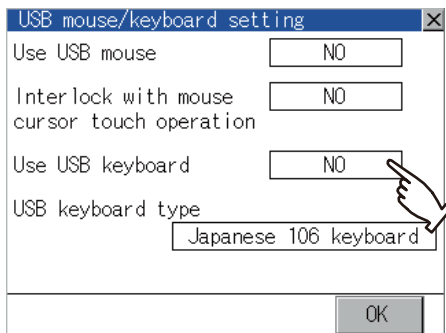 USB mouse/keyboard setting
Use USB mouse NO
Interlock with mouse NO
cursor touch operation
Use USB keyboard NO
USB keyboard type
Japanese 106 keyboard
OK